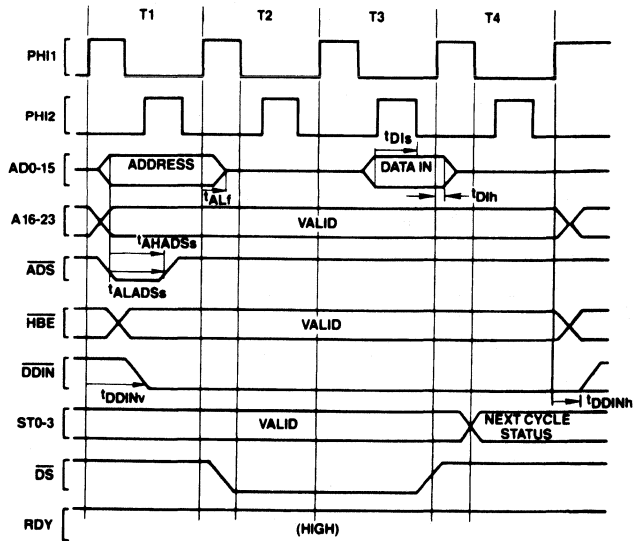 T1 T2 T3 T4
PHI1
PHI2
tDIs
AD0-15 ADDRESS DATA IN
tALf tDIh
A16-23 VALID
tAHADSs
ADS
tALADSs
HBE VALID
DDIN
tDDINv tDDINh
ST0-3 VALID NEXT CYCLE
STATUS
DS
RDY (HIGH)